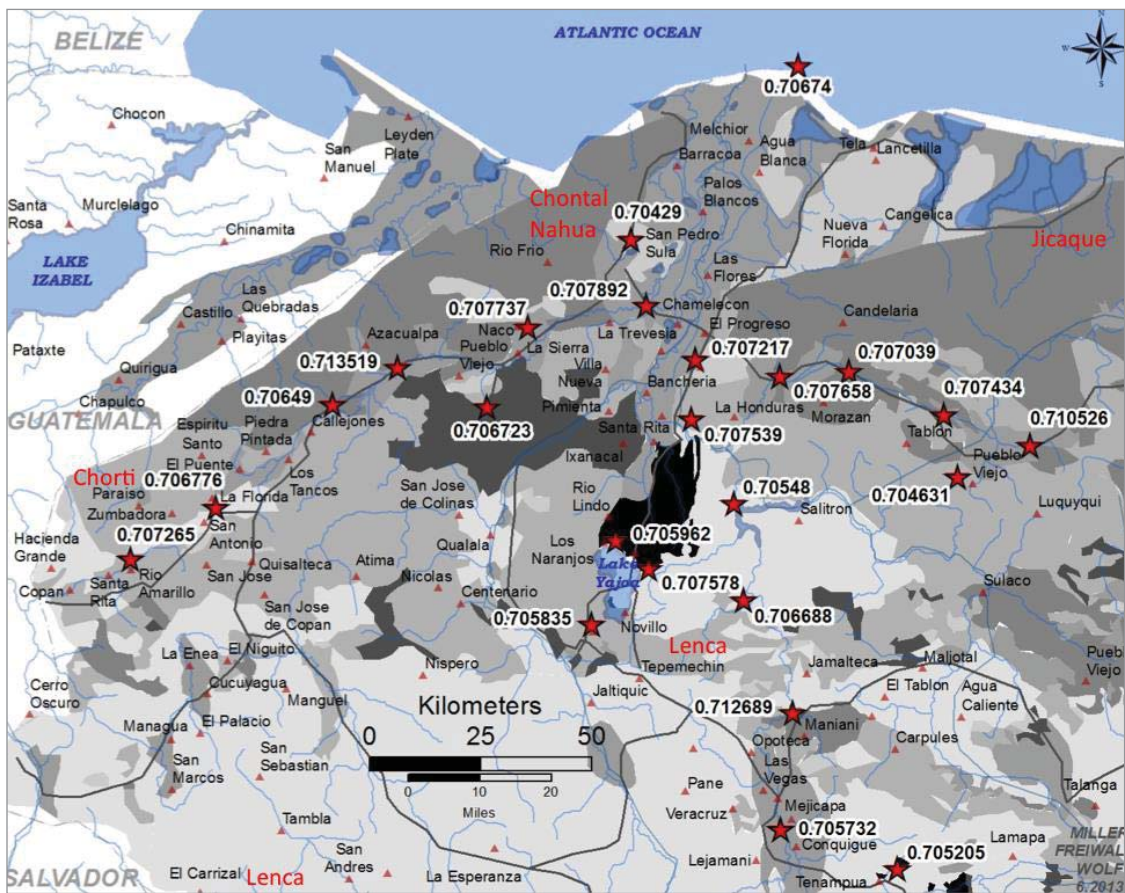 BELIZE
ATLANTIC OCEAN
N
W
E
S
0.70674
Chocon
Leyden
Plate
Melchior
Agua
Blanca
Tela
Lancetilla
San
Manuel
Barracoa
Santa
Rosa
Murclelago
Chinamita
Chontal
Nahua
Palos
Blancos
0.70429
San Pedro
Sula
Cangelica
Nueva
Florida
Jicaque
LAKE
IZABEL
Rio Frio
Las
Flores
Las
Quebradas
Castillo
Playitas
0.707892
Chamelecon
Candelaria
0.707737
Naco
Azacualpa
La Trevesia
El Progreso
Pataxte
Pueblo
Viejo
La Sierra
0.707217
0.707039
Quirigua
0.713519
Villa
Nueva
Bancheria
0.707658
0.707434
Chapulco
0.70649
Callejones
0.706723
Pimienta
La Honduras
Morazan
0.710526
GUATEMALA
Espiritu
Santo
Piedra
Pintada
Santa Rita
0.707539
Tablon
El Puente
Ixanacal
Pueblo
Viejo
Chorti
0.706776
Los
Tancos
San Jose
de Colinas
Rio
Lindo
0.70548
0.704631
Paraiso
La Florida
Zumbadora
Salitron
Luquyqui
San
Antonio
Hacienda
Grande
0.707265
Qualala
Los
Naranjos
0.705962
Quisalteca
Atima
Lake
Yajoa
Copan
Santa
Rita
Rio
Amarillo
San Jose
Nicolas
Centenario
0.707578
Sulaco
San Jose
de Copan
0.705835
Novillo
0.706688
El Niguito
Lenca
La Enea
Nispero
Tepemechin
Jamalteca
Maljotal
Pueblo
Viejo
Cucuyagua
Manguel
Jaltiquic
El Tablon
Agua
Caliente
Cerro
Oscuro
Kilometers
0.712689
Managua
El Palacio
0
25
50
Maniani
Opoteca
Carpules
San
Marcos
San
Sebastian
0
10
20
Miles
Las
Vegas
Pane
Talanga
Veracruz
Mejicapa
Tambla
0.705732
Conquigue
Lamapa
MILLER
FREIWALD
WOLF
6.2013
San
Andres
Lejamani
0.705205
SALVADOR
El Carrizal
Lenca
La Esperanza
Tenampua